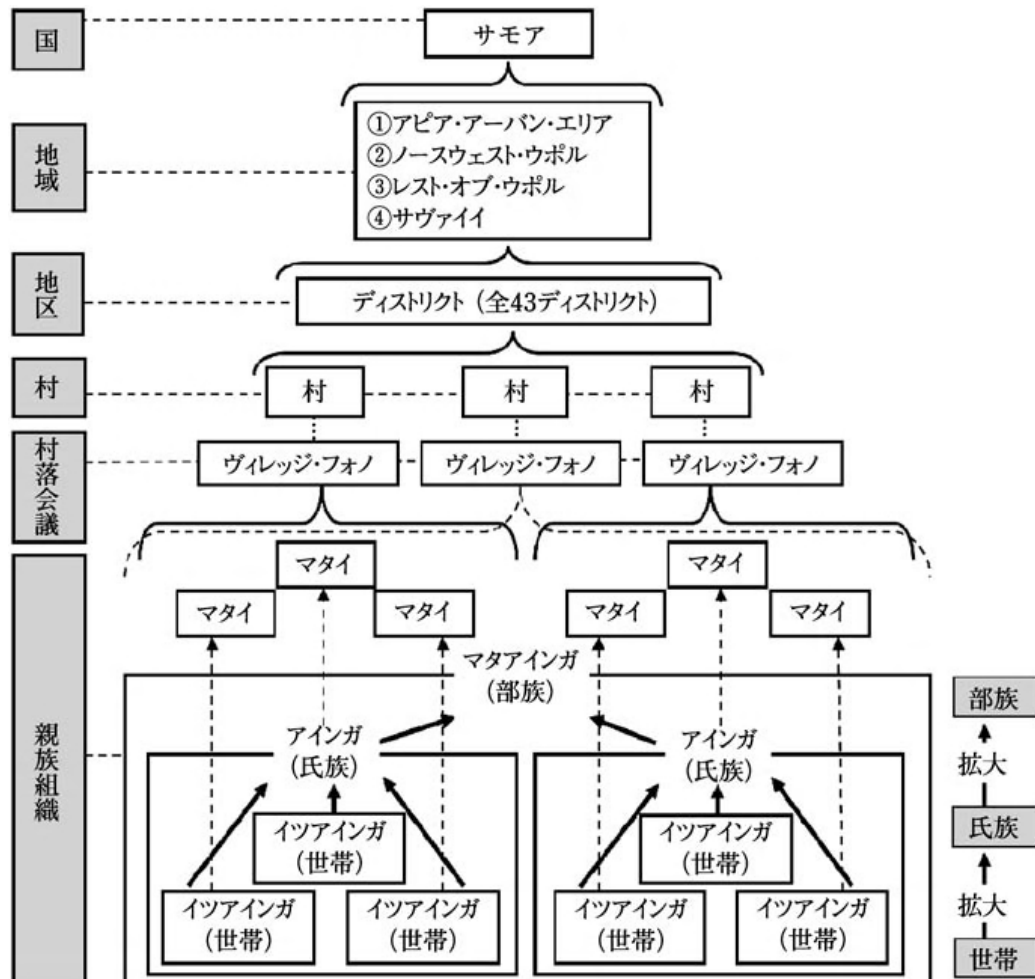 国
サモア
地域
①アピア・アーバン・エリア
②ノースウェスト・ウポル
③レスト・オブ・ウポル
④サヴァイイ
地区
ディストリクト（全43ディストリクト）
村
村
村
村
村落会議
ヴィレッジ・フォノ
ヴィレッジ・フォノ
ヴィレッジ・フォノ
親族組織
マタイ
マタイ
マタイ
マタイ
マタイ
マタイ
マタアインガ
（部族）
アインガ
（氏族）
アインガ
（氏族）
イツアインガ
（世帯）
イツアインガ
（世帯）
イツアインガ
（世帯）
イツアインガ
（世帯）
イツアインガ
（世帯）
イツアインガ
（世帯）
部族
拡大
氏族
拡大
世帯